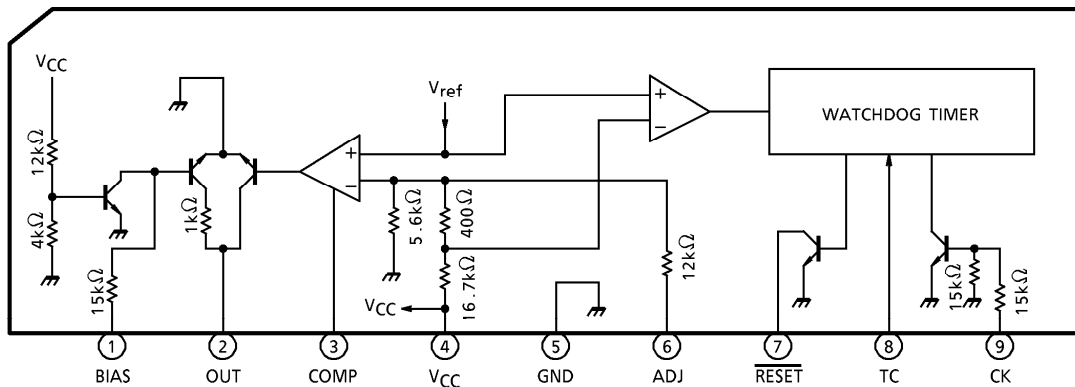 VCC
12kΩ
4kΩ
15kΩ
1kΩ
Vref
+
−
5.6kΩ
400Ω
16.7kΩ
VCC
12kΩ
+
−
WATCHDOG TIMER
15kΩ
15kΩ
1 2 3 4 5 6 7 8 9
BIAS OUT COMP VCC GND ADJ RESET TC CK